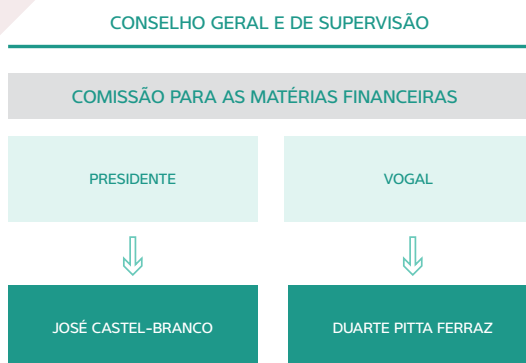 CONSELHO GERAL E DE SUPERVISÃO
COMISSÃO PARA AS MATÉRIAS FINANCEIRAS
PRESIDENTE
VOGAL
JOSÉ CASTEL-BRANCO
DUARTE PITTA FERRAZ